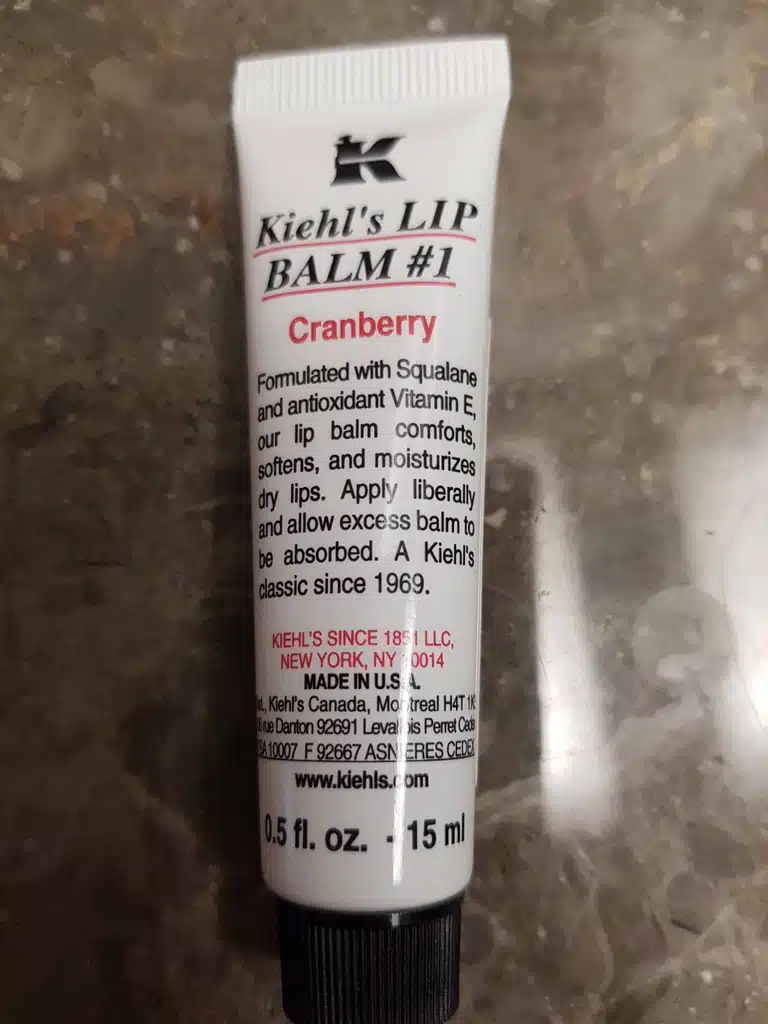 K
Kiehl's LIP
BALM #1
Cranberry
Formulated with Squalane
and antioxidant Vitamin E,
our lip balm comforts,
softens, and moisturizes
dry lips. Apply liberally
and allow excess balm to
be absorbed. A Kiehl's
classic since 1969.
KIEHL'S SINCE 1851 LLC,
NEW YORK, NY 10014
MADE IN U.S.A.
Kiehl's Canada, Montreal H4T
rue Danton 92691 Levallois Perret
10007 F 92667 ASNIERES CEDEX
www.kiehls.com
0.5 fl. oz. - 15 ml